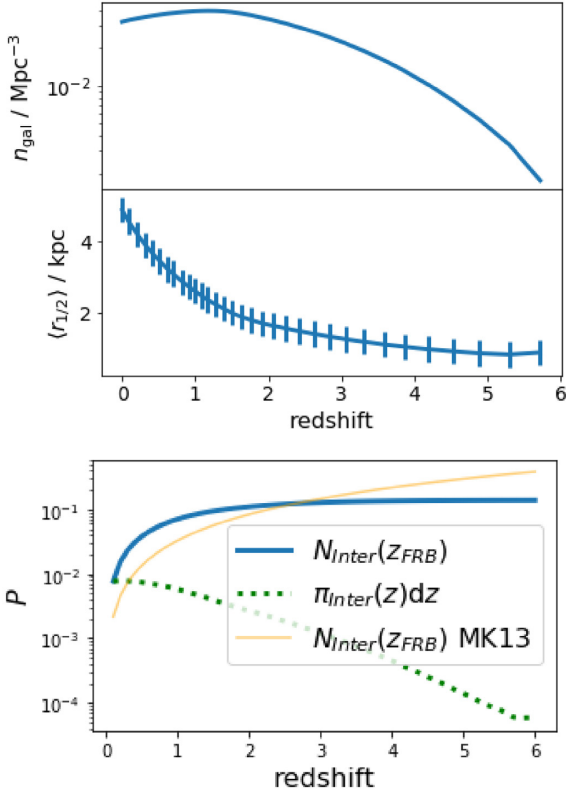 n_gal / Mpc⁻³
10⁻²
⟨r_1/2⟩ / kpc
4
2
0 1 2 3 4 5 6
redshift
P
10⁻¹
10⁻²
10⁻³
10⁻⁴
N_Inter(z_FRB)
π_Inter(z)dz
N_Inter(z_FRB) MK13
0 1 2 3 4 5 6
redshift